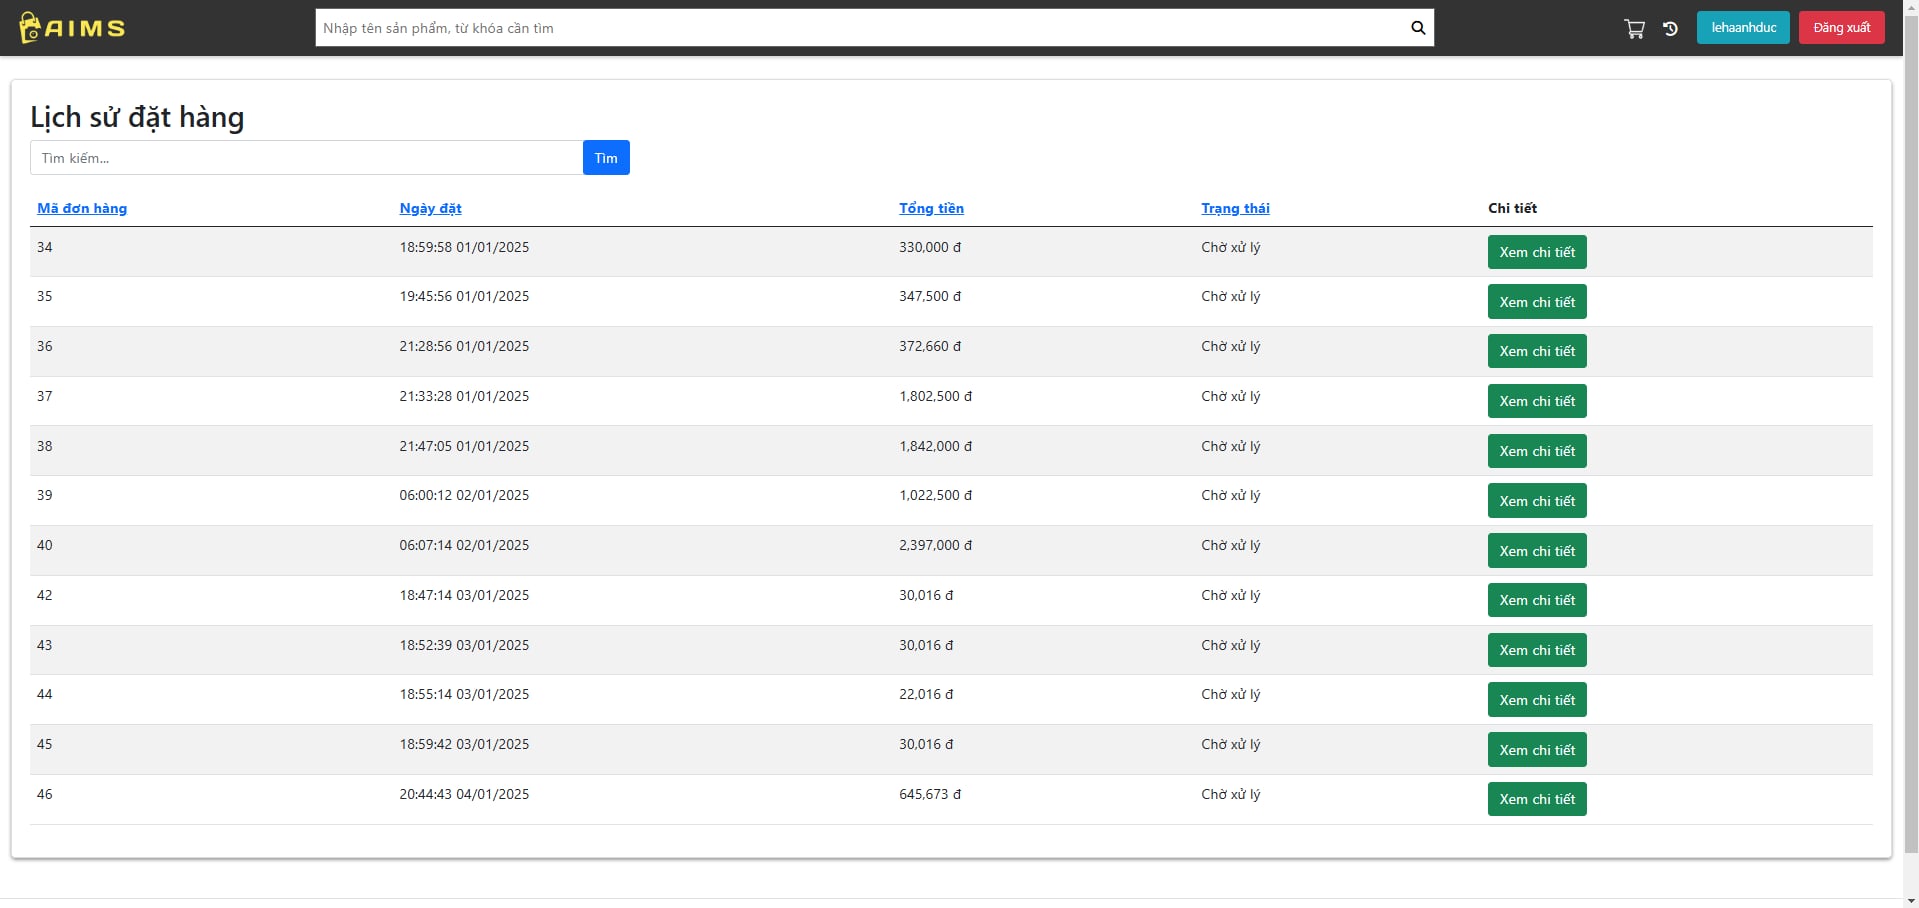 AIMS Nhập tên sản phẩm, từ khóa cần tìm lehaanhduc Đăng xuất
Lịch sử đặt hàng
Tìm kiếm... Tìm
Mã đơn hàng Ngày đặt Tổng tiền Trạng thái Chi tiết
34 18:59:58 01/01/2025 330,000 đ Chờ xử lý Xem chi tiết
35 19:45:56 01/01/2025 347,500 đ Chờ xử lý Xem chi tiết
36 21:28:56 01/01/2025 372,660 đ Chờ xử lý Xem chi tiết
37 21:33:28 01/01/2025 1,802,500 đ Chờ xử lý Xem chi tiết
38 21:47:05 01/01/2025 1,842,000 đ Chờ xử lý Xem chi tiết
39 06:00:12 02/01/2025 1,022,500 đ Chờ xử lý Xem chi tiết
40 06:07:14 02/01/2025 2,397,000 đ Chờ xử lý Xem chi tiết
42 18:47:14 03/01/2025 30,016 đ Chờ xử lý Xem chi tiết
43 18:52:39 03/01/2025 30,016 đ Chờ xử lý Xem chi tiết
44 18:55:14 03/01/2025 22,016 đ Chờ xử lý Xem chi tiết
45 18:59:42 03/01/2025 30,016 đ Chờ xử lý Xem chi tiết
46 20:44:43 04/01/2025 645,673 đ Chờ xử lý Xem chi tiết